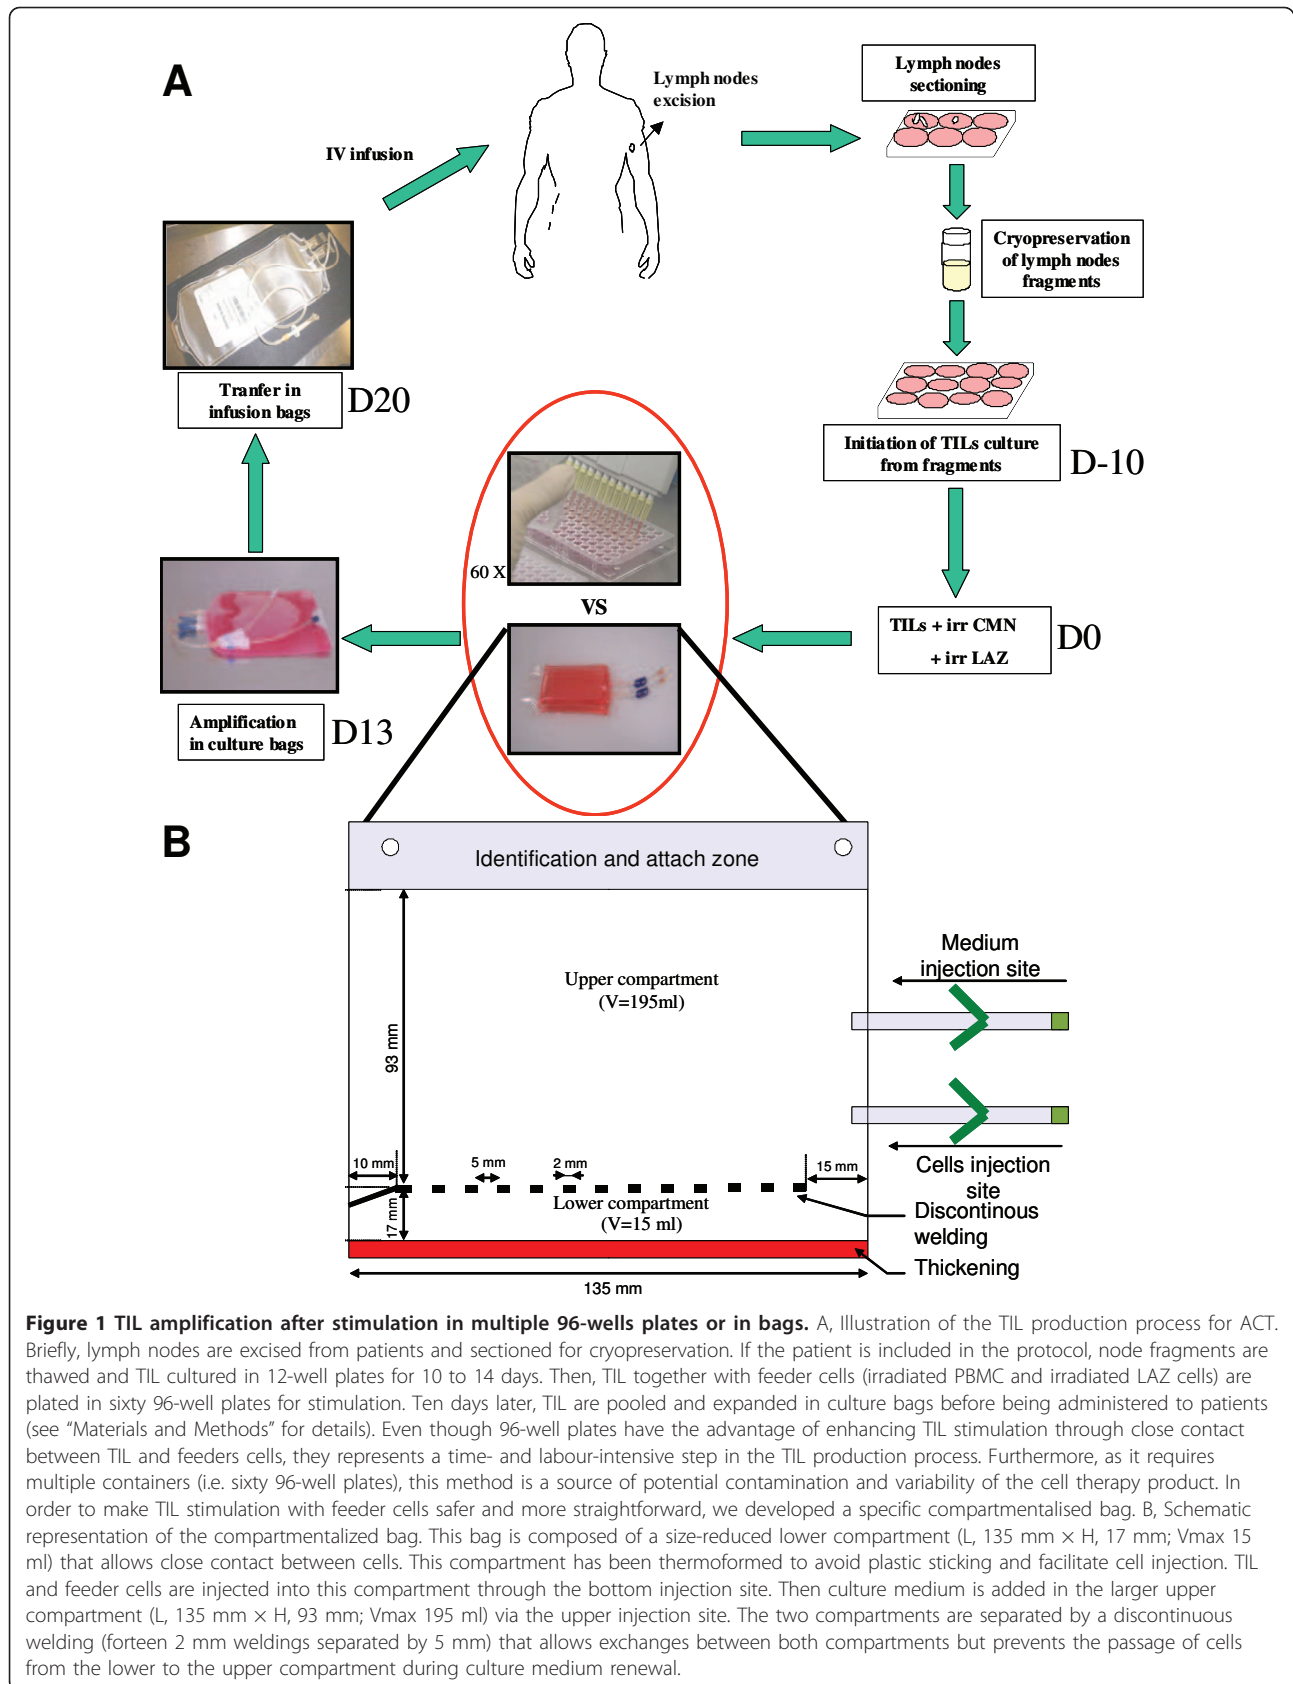 A
Lymph nodes
excision
IV infusion
Lymph nodes
sectioning
Cryopreservation
of lymph nodes
fragments
Initiation of TILs culture
from fragments
D-10
TILs + irr CMN
+ irr LAZ
D0
60 X
VS
Amplification
in culture bags
D13
Tranfer in
infusion bags
D20
B
Identification and attach zone
Upper compartment
(V=195ml)
93 mm
Medium
injection site
Cells injection
site
10 mm
5 mm
2 mm
15 mm
17 mm
Lower compartment
(V=15 ml)
Discontinous
welding
Thickening
135 mm
Figure 1 TIL amplification after stimulation in multiple 96-wells plates or in bags. A, Illustration of the TIL production process for ACT.
Briefly, lymph nodes are excised from patients and sectioned for cryopreservation. If the patient is included in the protocol, node fragments are
thawed and TIL cultured in 12-well plates for 10 to 14 days. Then, TIL together with feeder cells (irradiated PBMC and irradiated LAZ cells) are
plated in sixty 96-well plates for stimulation. Ten days later, TIL are pooled and expanded in culture bags before being administered to patients
(see “Materials and Methods” for details). Even though 96-well plates have the advantage of enhancing TIL stimulation through close contact
between TIL and feeders cells, they represents a time- and labour-intensive step in the TIL production process. Furthermore, as it requires
multiple containers (i.e. sixty 96-well plates), this method is a source of potential contamination and variability of the cell therapy product. In
order to make TIL stimulation with feeder cells safer and more straightforward, we developed a specific compartmentalised bag. B, Schematic
representation of the compartmentalized bag. This bag is composed of a size-reduced lower compartment (L, 135 mm × H, 17 mm; Vmax 15
ml) that allows close contact between cells. This compartment has been thermoformed to avoid plastic sticking and facilitate cell injection. TIL
and feeder cells are injected into this compartment through the bottom injection site. Then culture medium is added in the larger upper
compartment (L, 135 mm × H, 93 mm; Vmax 195 ml) via the upper injection site. The two compartments are separated by a discontinuous
welding (forteen 2 mm weldings separated by 5 mm) that allows exchanges between both compartments but prevents the passage of cells
from the lower to the upper compartment during culture medium renewal.